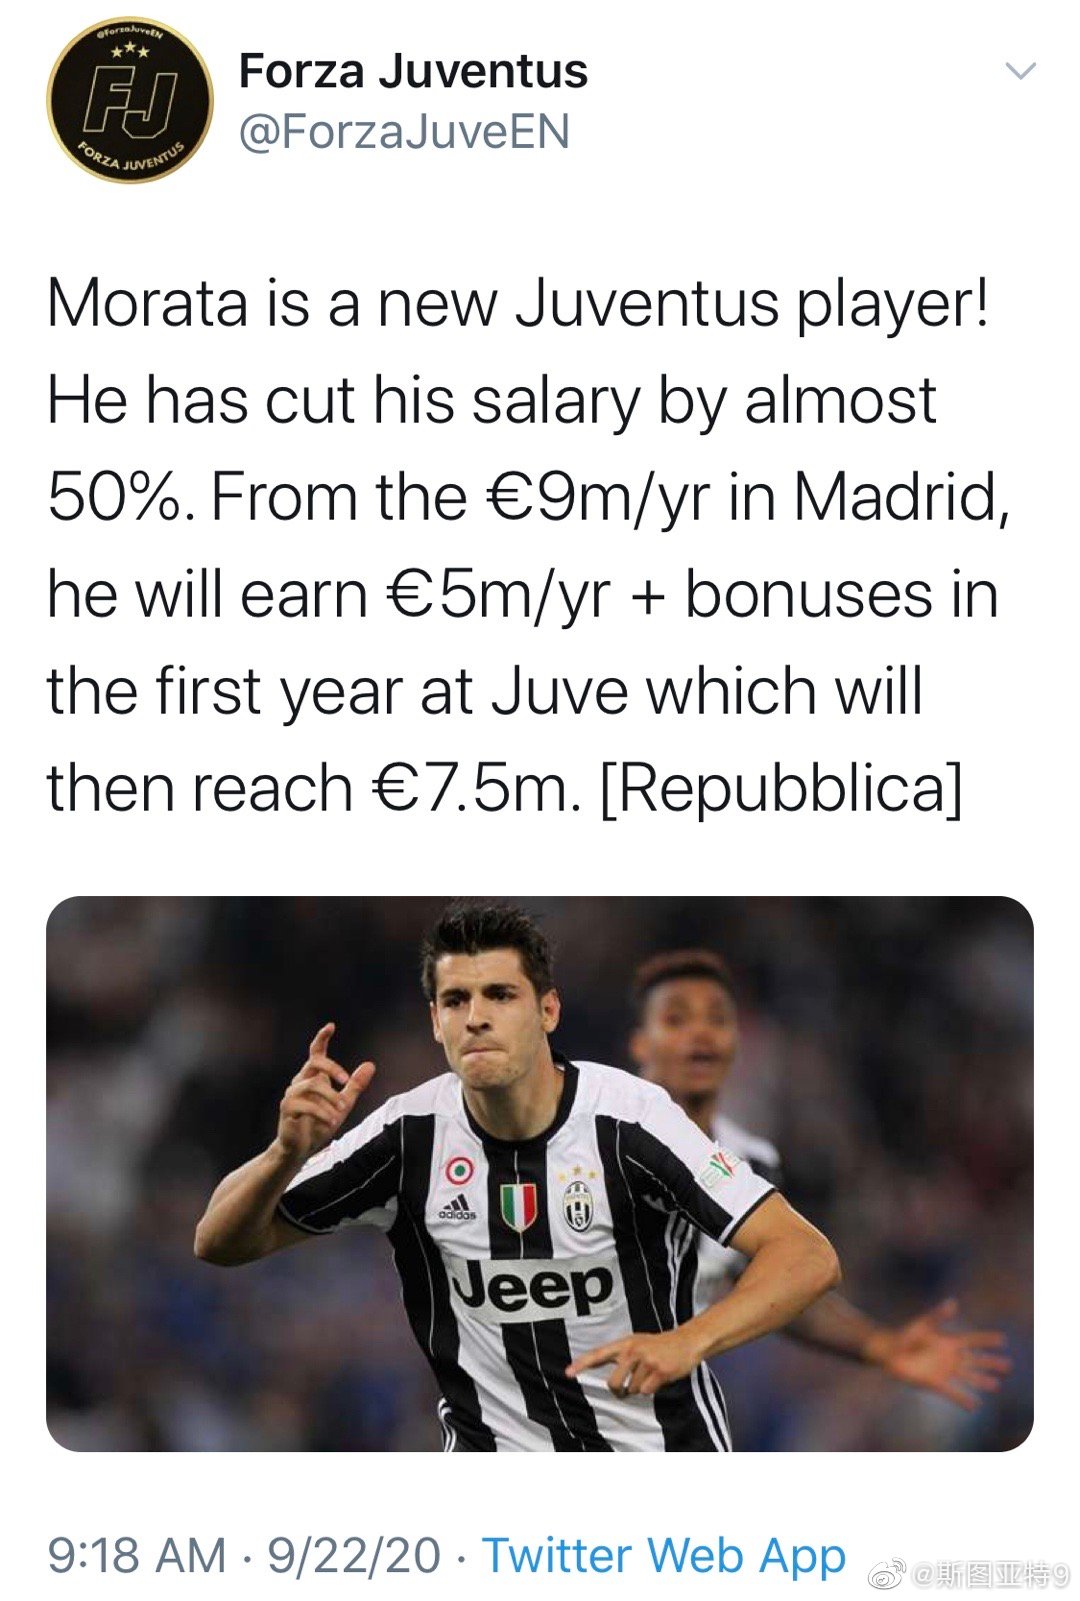 @ForzaJuveEN
FJ
FORZA JUVENTUS
Forza Juventus
@ForzaJuveEN
Morata is a new Juventus player!
He has cut his salary by almost
50%. From the €9m/yr in Madrid,
he will earn €5m/yr + bonuses in
the first year at Juve which will
then reach €7.5m. [Repubblica]
adidas
Jeep
9:18 AM · 9/22/20 · Twitter Web App
@斯图亚特9